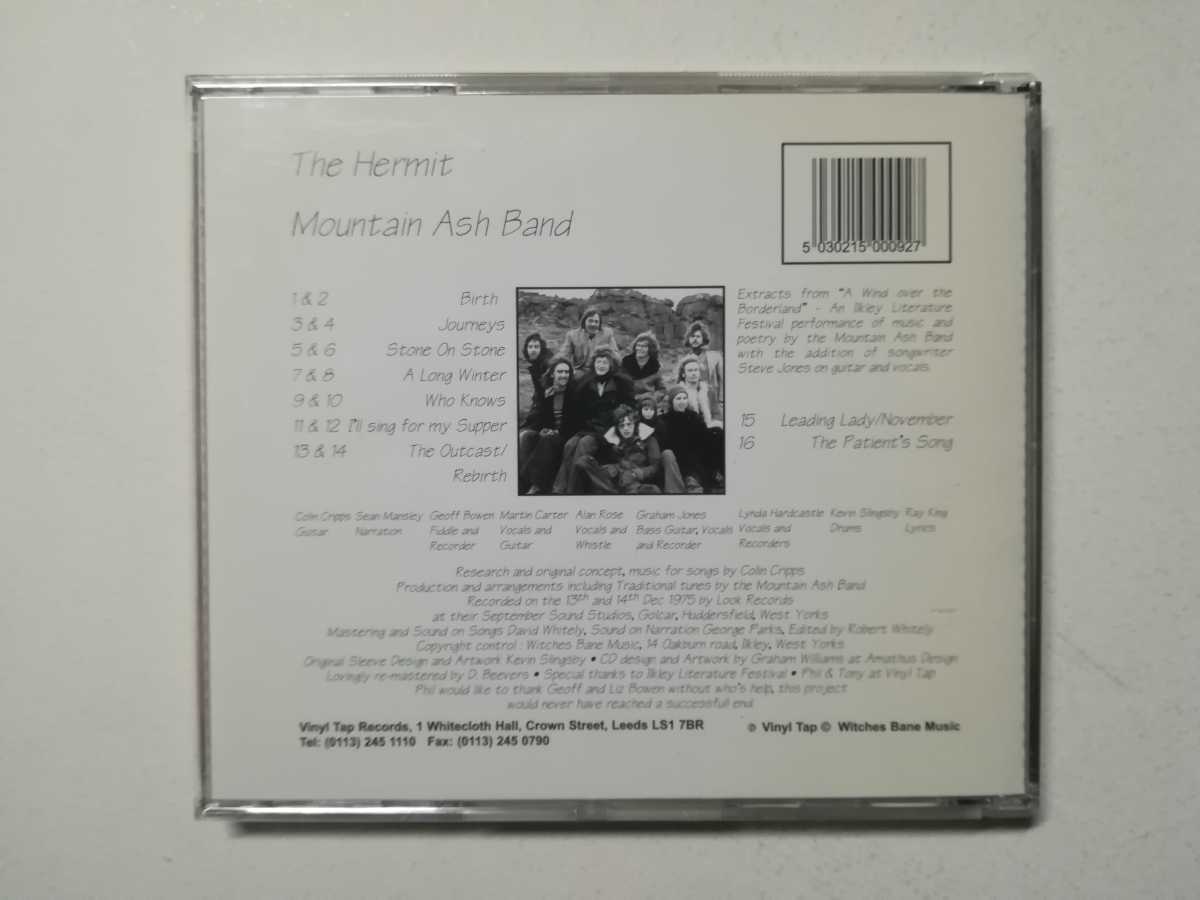 The Hermit
Mountain Ash Band
5 030215 000927
1 & 2 Birth
3 & 4 Journeys
5 & 6 Stone On Stone
7 & 8 A Long Winter
9 & 10 Who Knows
11 & 12 I'll sing for my Supper
13 & 14 The Outcast/
Rebirth
Extracts from "A Wind over the
Borderland" - An Ilkley Literature
Festival performance of music and
poetry by the Mountain Ash Band
with the addition of songwriter
Steve Jones on guitar and vocals.
15 Leading Lady/November
16 The Patient's Song
Colin Cripps
Guitar
Sean Mansley
Narration
Geoff Bowen
Fiddle and
Recorder
Martin Carter
Vocals and
Guitar
Alan Rose
Vocals and
Whistle
Graham Jones
Bass Guitar, Vocals
and Recorder
Lynda Hardcastle
Vocals and
Recorders
Kevin Slingsby
Drums
Ray King
Lyrics
Research and original concept, music for songs by Colin Cripps
Production and arrangements including Traditional tunes by the Mountain Ash Band
Recorded on the 13th and 14th Dec 1975 by Look Records
at their September Sound Studios, Golcar, Huddersfield, West Yorks
Mastering and Sound on Songs David Whitely, Sound on Narration George Parks, Edited by Robert Whitely
Copyright control : Witches Bane Music, 14 Oakburn road, Ilkley, West Yorks
Original Sleeve Design and Artwork Kevin Slingsby • CD design and Artwork by Graham Williams at Amathus Design
Lovingly re-mastered by D. Beevers • Special thanks to Ilkley Literature Festival • Phil & Tony at Vinyl Tap
Phil would like to thank Geoff and Liz Bowen without who's help, this project
would never have reached a successfull end
Vinyl Tap Records, 1 Whitecloth Hall, Crown Street, Leeds LS1 7BR
Tel: (0113) 245 1110 Fax: (0113) 245 0790
℗ Vinyl Tap © Witches Bane Music